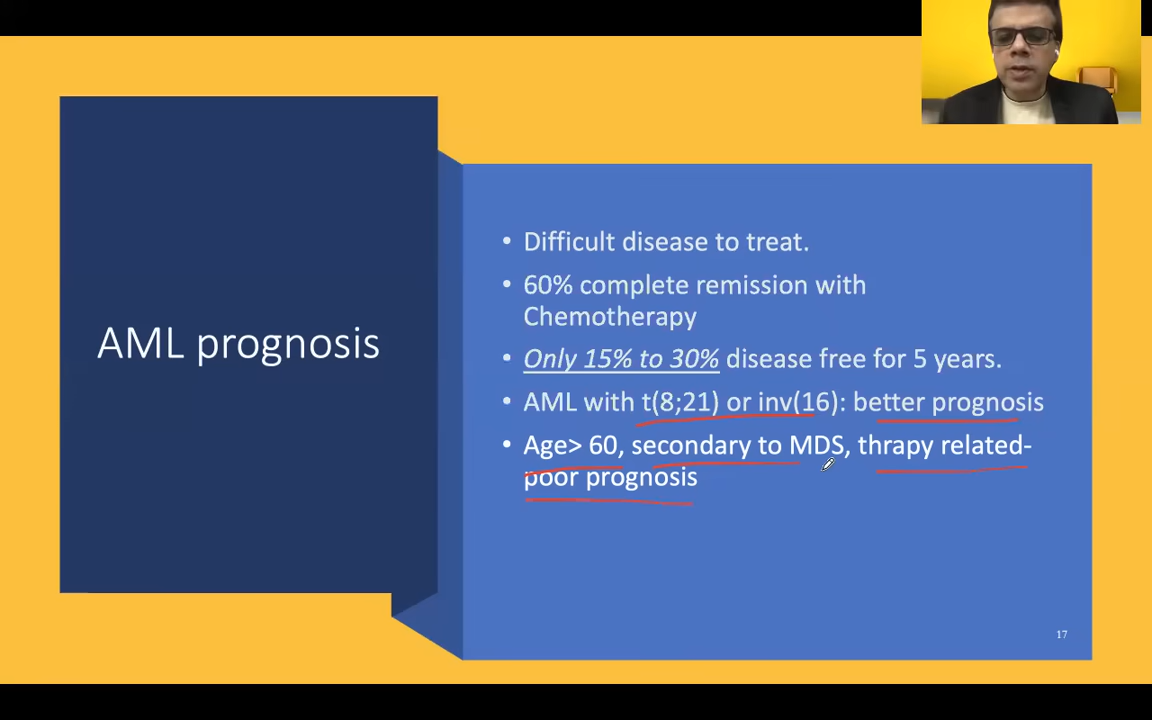 AML prognosis
• Difficult disease to treat.
• 60% complete remission with
Chemotherapy
• Only 15% to 30% disease free for 5 years.
• AML with t(8;21) or inv(16): better prognosis
• Age> 60, secondary to MDS, thrapy related-
poor prognosis
17